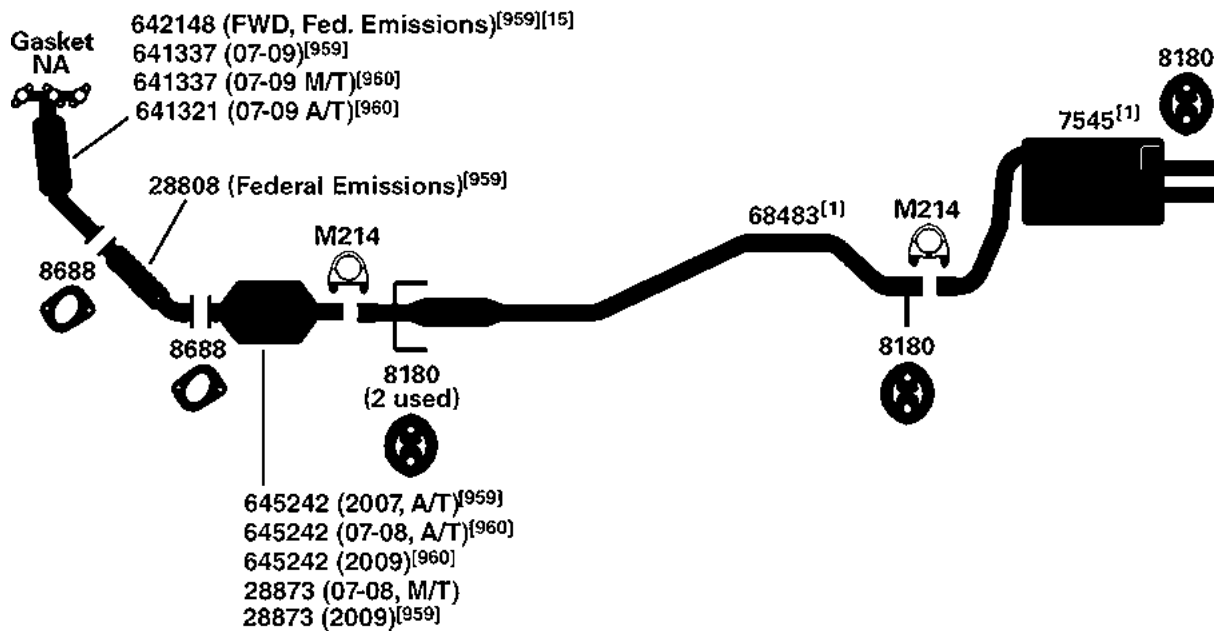 Gasket
NA
642148 (FWD, Fed. Emissions)[959][15]
641337 (07-09)[959]
641337 (07-09 M/T)[960]
641321 (07-09 A/T)[960]
28808 (Federal Emissions)[959]
8688
8688
M214
8180
(2 used)
645242 (2007, A/T)[959]
645242 (07-08, A/T)[960]
645242 (2009)[960]
28873 (07-08, M/T)
28873 (2009)[959]
68483[1]
M214
8180
7545[1]
8180